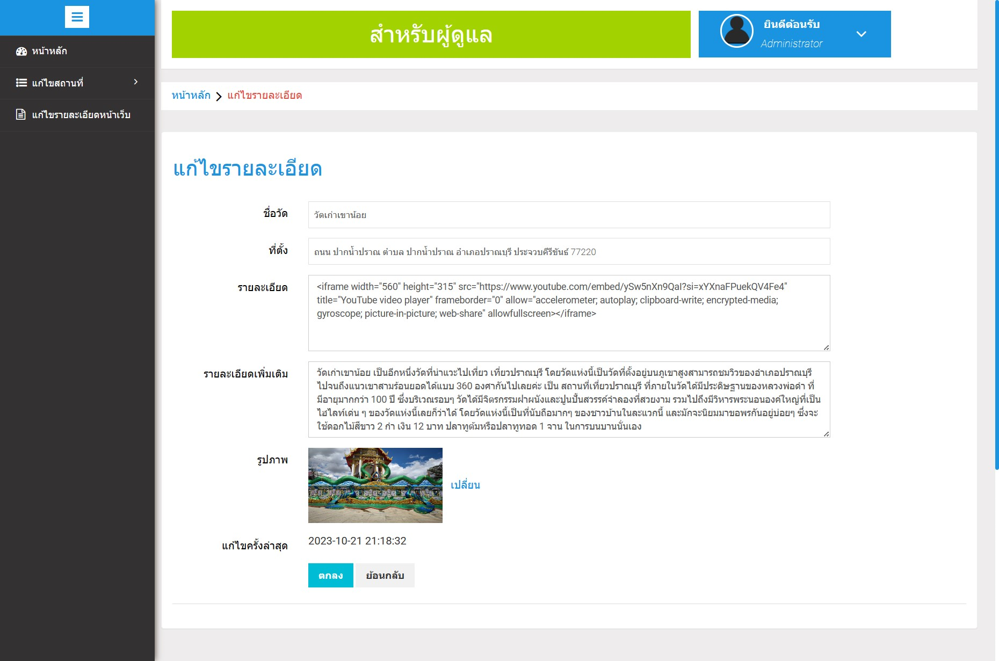 สำหรับผู้ดูแล
ยินดีต้อนรับ
Administrator
หน้าหลัก
แก้ไขสถานที่
แก้ไขรายละเอียดหน้าเว็บ
หน้าหลัก
แก้ไขรายละเอียด
แก้ไขรายละเอียด
ชื่อวัด
วัดเก่าเขาน้อย
ที่ตั้ง
ถนน ปากน้ำปราณ ตำบล ปากน้ำปราณ อำเภอปราณบุรี ประจวบคีรีขันธ์ 77220
รายละเอียด
<iframe width="560" height="315" src="https://www.youtube.com/embed/ySw5nXn9QaI?si=xYXnaFPuekQV4Fe4"
title="YouTube video player" frameborder="0" allow="accelerometer; autoplay; clipboard-write; encrypted-media;
gyroscope; picture-in-picture; web-share" allowfullscreen></iframe>
รายละเอียดเพิ่มเติม
วัดเก่าเขาน้อย เป็นอีกหนึ่งวัดที่น่าแวะไปเที่ยว เที่ยวปราณบุรี โดยวัดแห่งนี้เป็นวัดที่ตั้งอยู่บนภูเขาสูงสามารถชมวิวของอำเภอปราณบุรี
ไปจนถึงแนวเขาสามร้อนยอดได้แบบ 360 องศากันไปเลยค่ะ เป็น สถานที่เที่ยวปราณบุรี ที่ภายในวัดได้มีประดิษฐานของหลวงพ่อดำ ที่
มีอายุมากกว่า 100 ปี ซึ่งบริเวณรอบๆ วัดได้มีจิตรกรรมฝาผนังและปูนปั้นสวรรค์จำลองที่สวยงาม รวมไปถึงมีวิหารพระนอนองค์ใหญ่ที่เป็น
ไฮไลท์เด่น ๆ ของวัดแห่งนี้เลยก็ว่าได้ โดยวัดแห่งนี้เป็นที่นับถือมากๆ ของชาวบ้านในละแวกนี้ และมักจะนิยมมาขอพรกันอยู่บ่อยๆ ซึ่งจะ
ใช้ดอกไม้สีขาว 2 กำ เงิน 12 บาท ปลาทูต้มหรือปลาทูทอด 1 จาน ในการบนบานนั่นเอง
รูปภาพ
เปลี่ยน
แก้ไขครั้งล่าสุด
2023-10-21 21:18:32
ตกลง
ย้อนกลับ